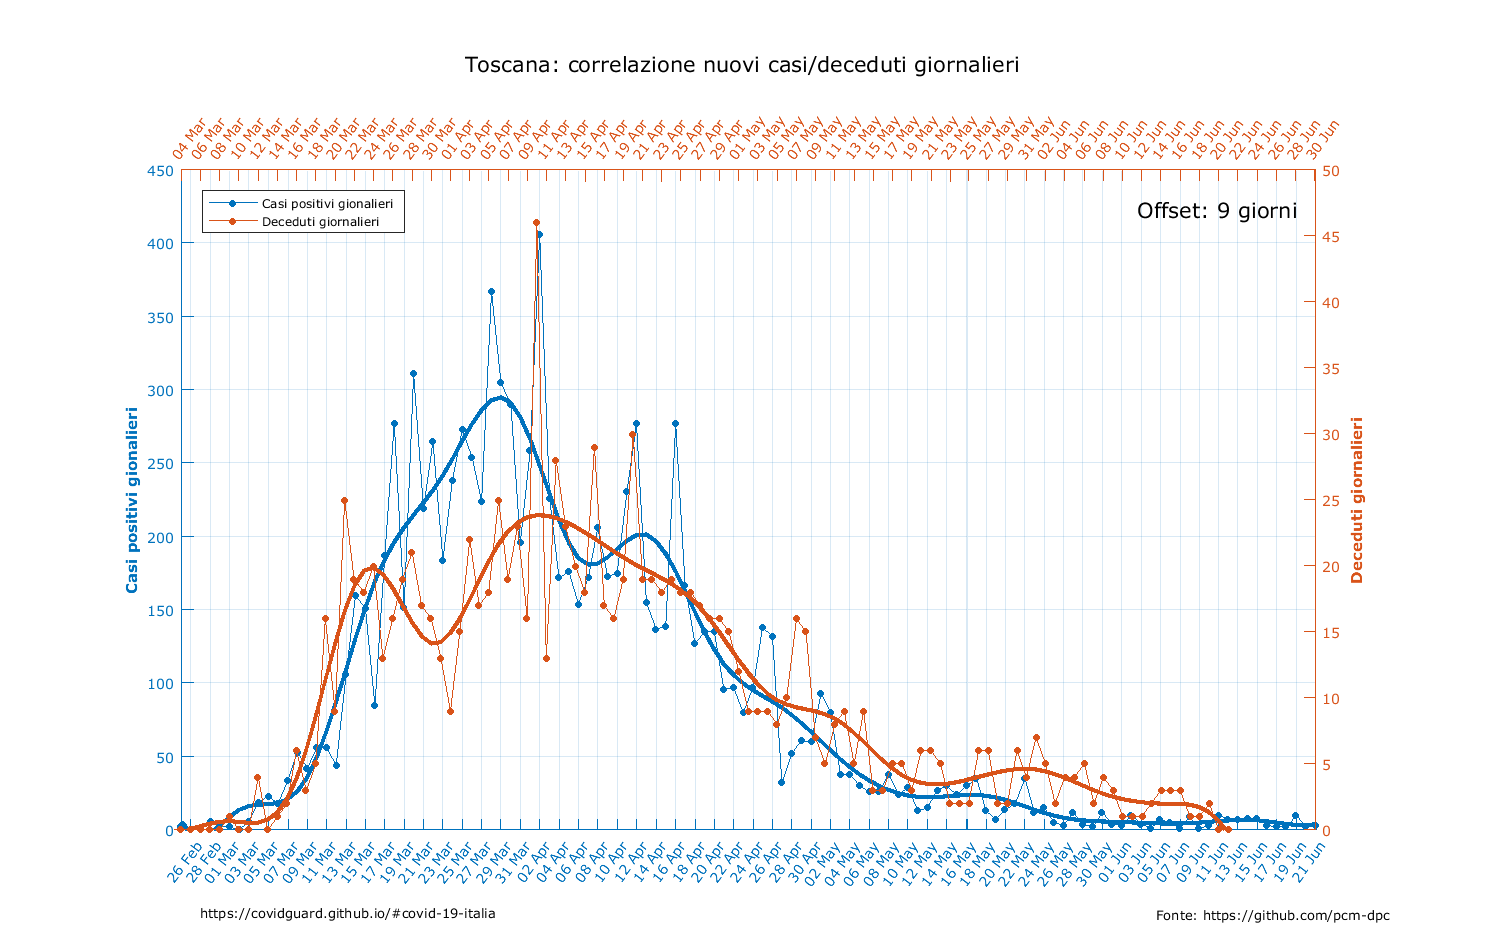 Toscana: correlazione nuovi casi/deceduti giornalieri
04 Mar 06 Mar 08 Mar 10 Mar 12 Mar 14 Mar 16 Mar 18 Mar 20 Mar 22 Mar 24 Mar 26 Mar 28 Mar 30 Mar 01 Apr 03 Apr 05 Apr 07 Apr 09 Apr 11 Apr 13 Apr 15 Apr 17 Apr 19 Apr 21 Apr 23 Apr 25 Apr 27 Apr 29 Apr 01 May 03 May 05 May 07 May 09 May 11 May 13 May 15 May 17 May 19 May 21 May 23 May 25 May 27 May 29 May 31 May 02 Jun 04 Jun 06 Jun 08 Jun 10 Jun 12 Jun 14 Jun 16 Jun 18 Jun 20 Jun 22 Jun 24 Jun 26 Jun 28 Jun 30 Jun
450 50
Casi positivi gionalieri
Deceduti giornalieri
Offset: 9 giorni
400
350
300
250
200
150
100
50
0
45
40
35
30
25
20
15
10
5
0
Casi positivi gionalieri
Deceduti giornalieri
26 Feb 28 Feb 01 Mar 03 Mar 05 Mar 07 Mar 09 Mar 11 Mar 13 Mar 15 Mar 17 Mar 19 Mar 21 Mar 23 Mar 25 Mar 27 Mar 29 Mar 31 Mar 02 Apr 04 Apr 06 Apr 08 Apr 10 Apr 12 Apr 14 Apr 16 Apr 18 Apr 20 Apr 22 Apr 24 Apr 26 Apr 28 Apr 30 Apr 02 May 04 May 06 May 08 May 10 May 12 May 14 May 16 May 18 May 20 May 22 May 24 May 26 May 28 May 30 May 01 Jun 03 Jun 05 Jun 07 Jun 09 Jun 11 Jun 13 Jun 15 Jun 17 Jun 19 Jun 21 Jun
https://covidguard.github.io/#covid-19-italia
Fonte: https://github.com/pcm-dpc